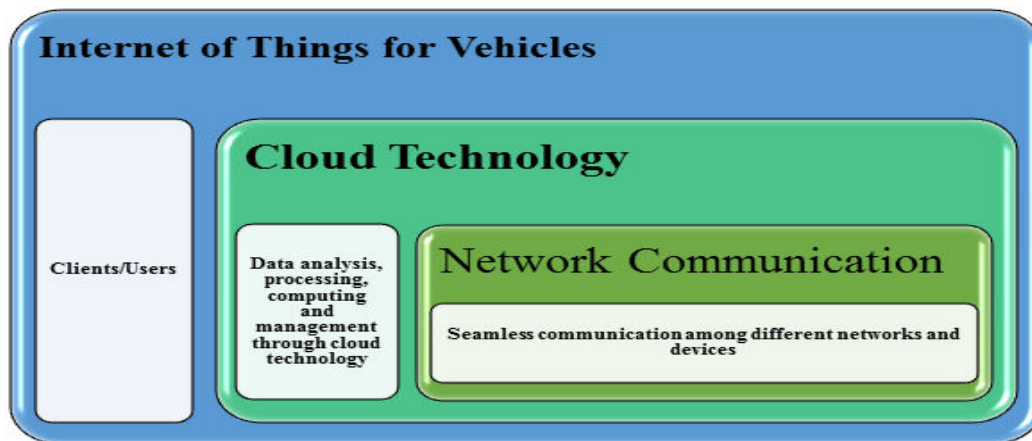 Internet of Things for Vehicles
Cloud Technology
Clients/Users
Data analysis,
processing,
computing
and
management
through cloud
technology
Network Communication
Seamless communication among different networks and
devices